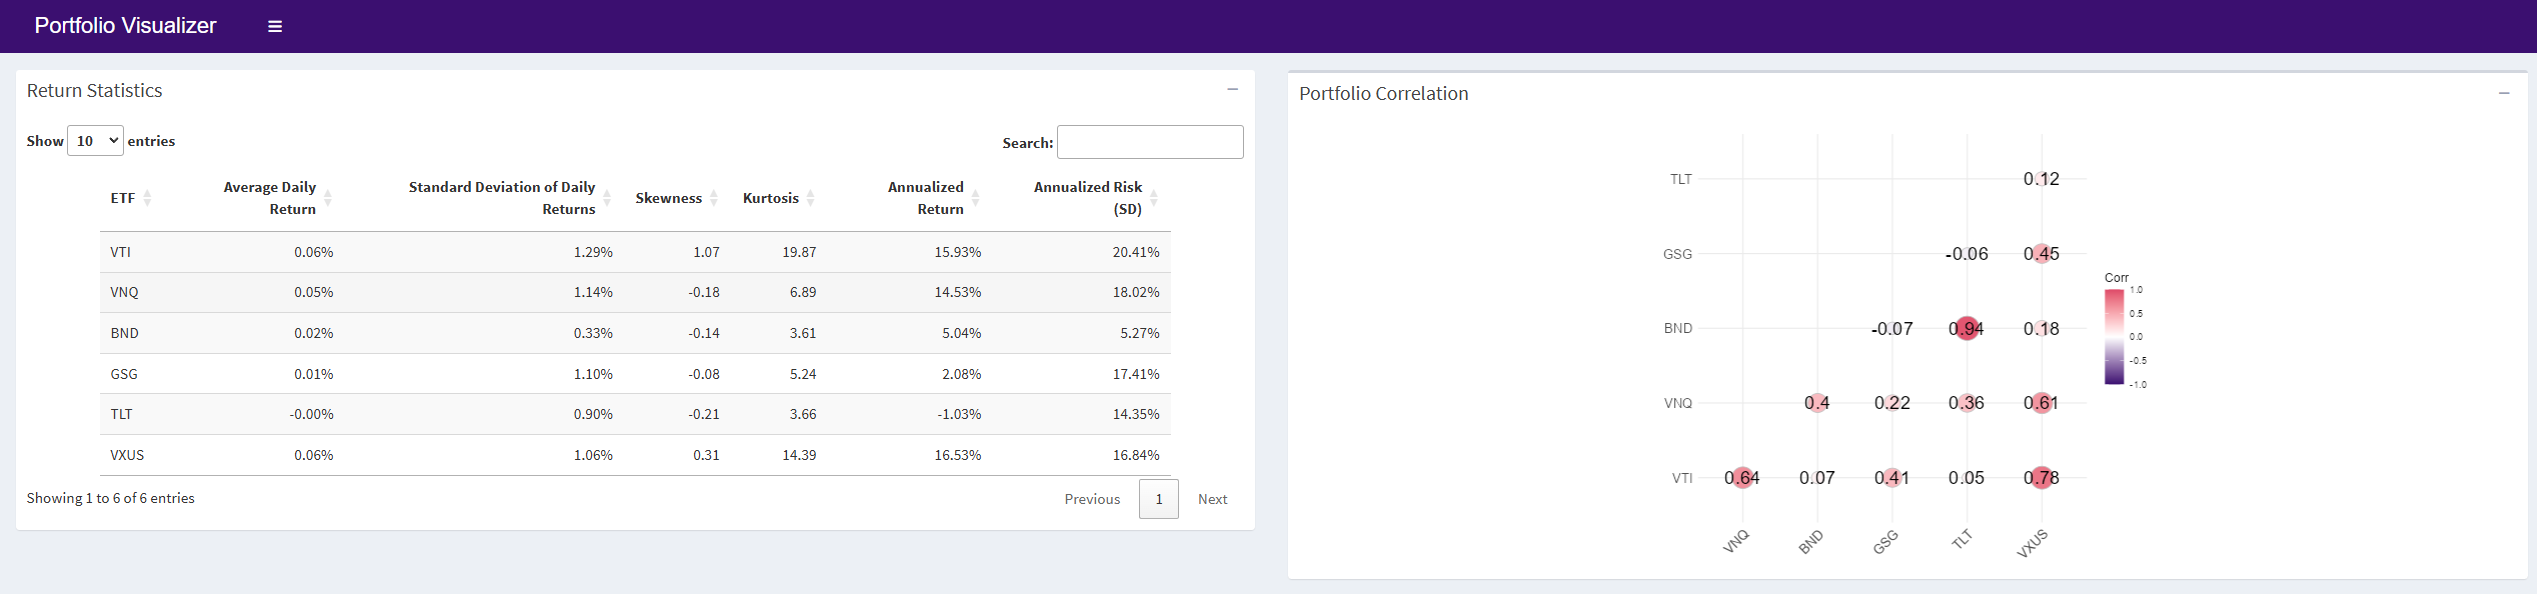 Portfolio Visualizer
Return Statistics
Show 10 entries
Search:
ETF Average Daily Return Standard Deviation of Daily Returns Skewness Kurtosis Annualized Return Annualized Risk (SD)
VTI 0.06% 1.29% 1.07 19.87 15.93% 20.41%
VNQ 0.05% 1.14% -0.18 6.89 14.53% 18.02%
BND 0.02% 0.33% -0.14 3.61 5.04% 5.27%
GSG 0.01% 1.10% -0.08 5.24 2.08% 17.41%
TLT -0.00% 0.90% -0.21 3.66 -1.03% 14.35%
VXUS 0.06% 1.06% 0.31 14.39 16.53% 16.84%
Showing 1 to 6 of 6 entries
Previous 1 Next
Portfolio Correlation
TLT 0.12
GSG -0.06 0.45
BND -0.07 0.94 0.18
VNQ 0.4 0.22 0.36 0.61
VTI 0.64 0.07 0.41 0.05 0.78
VNQ BND GSG TLT VXUS
Corr
1.0
0.5
0.0
-0.5
-1.0